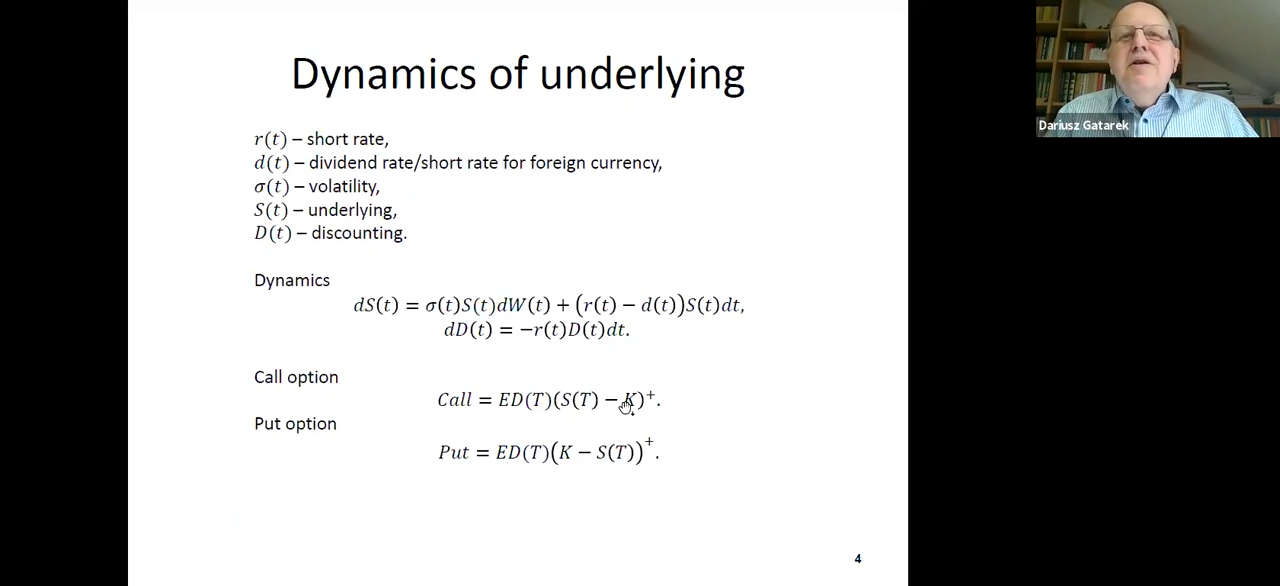 Dynamics of underlying
r(t) – short rate,
d(t) – dividend rate/short rate for foreign currency,
σ(t) – volatility,
S(t) – underlying,
D(t) – discounting.
Dynamics
dS(t) = σ(t)S(t)dW(t) + (r(t) − d(t))S(t)dt,
dD(t) = −r(t)D(t)dt.
Call option
Call = ED(T)(S(T) − K)⁺.
Put option
Put = ED(T)(K − S(T))⁺.
4
Dariusz Gatarek